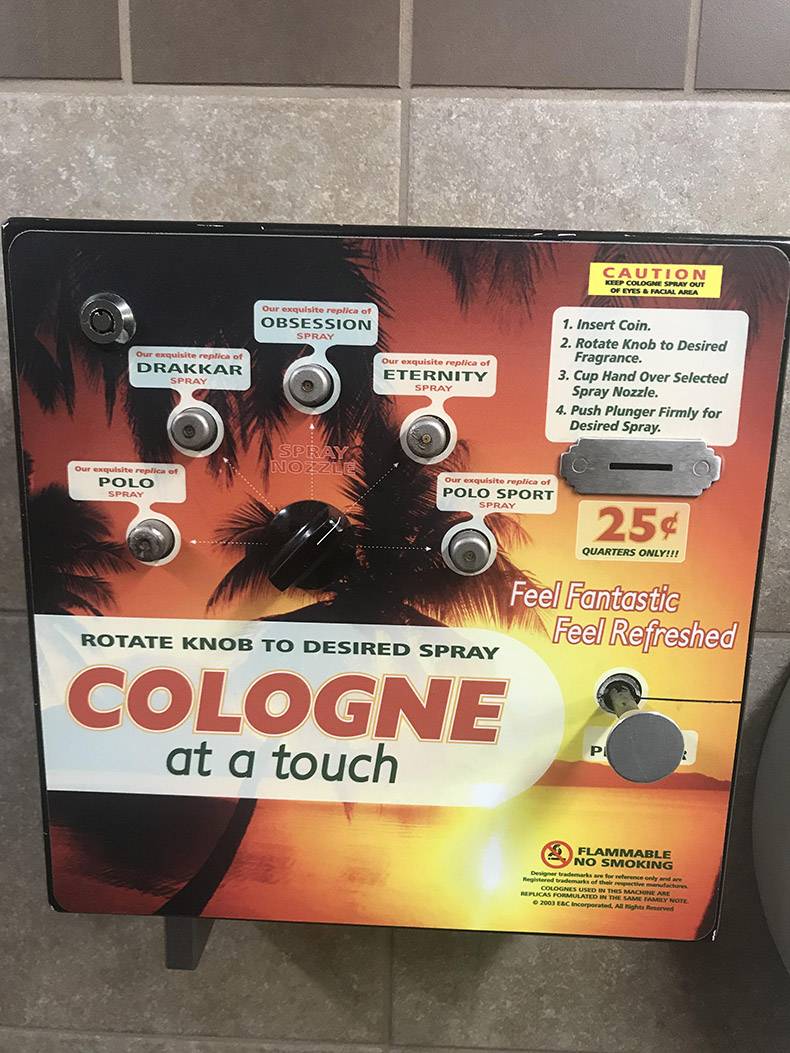 CAUTION
KEEP COLOGNE SPRAY OUT
OF EYES & FACIAL AREA
Our exquisite replica of
OBSESSION
SPRAY
Our exquisite replica of
DRAKKAR
SPRAY
Our exquisite replica of
ETERNITY
SPRAY
Our exquisite replica of
POLO
SPRAY
Our exquisite replica of
POLO SPORT
SPRAY
SPRAY
NOZZLE
1. Insert Coin.
2. Rotate Knob to Desired
Fragrance.
3. Cup Hand Over Selected
Spray Nozzle.
4. Push Plunger Firmly for
Desired Spray.
25¢
QUARTERS ONLY!!!
Feel Fantastic
Feel Refreshed
ROTATE KNOB TO DESIRED SPRAY
COLOGNE
at a touch
FLAMMABLE
NO SMOKING
Designer trademarks are for reference only and are
Registered trademarks of their respective manufactures
COLOGNES USED IN THIS MACHINE ARE
REPLICAS FORMULATED IN THE SAME FAMILY NOTE.
© 2003 E&C Incorporated, All Rights Reserved